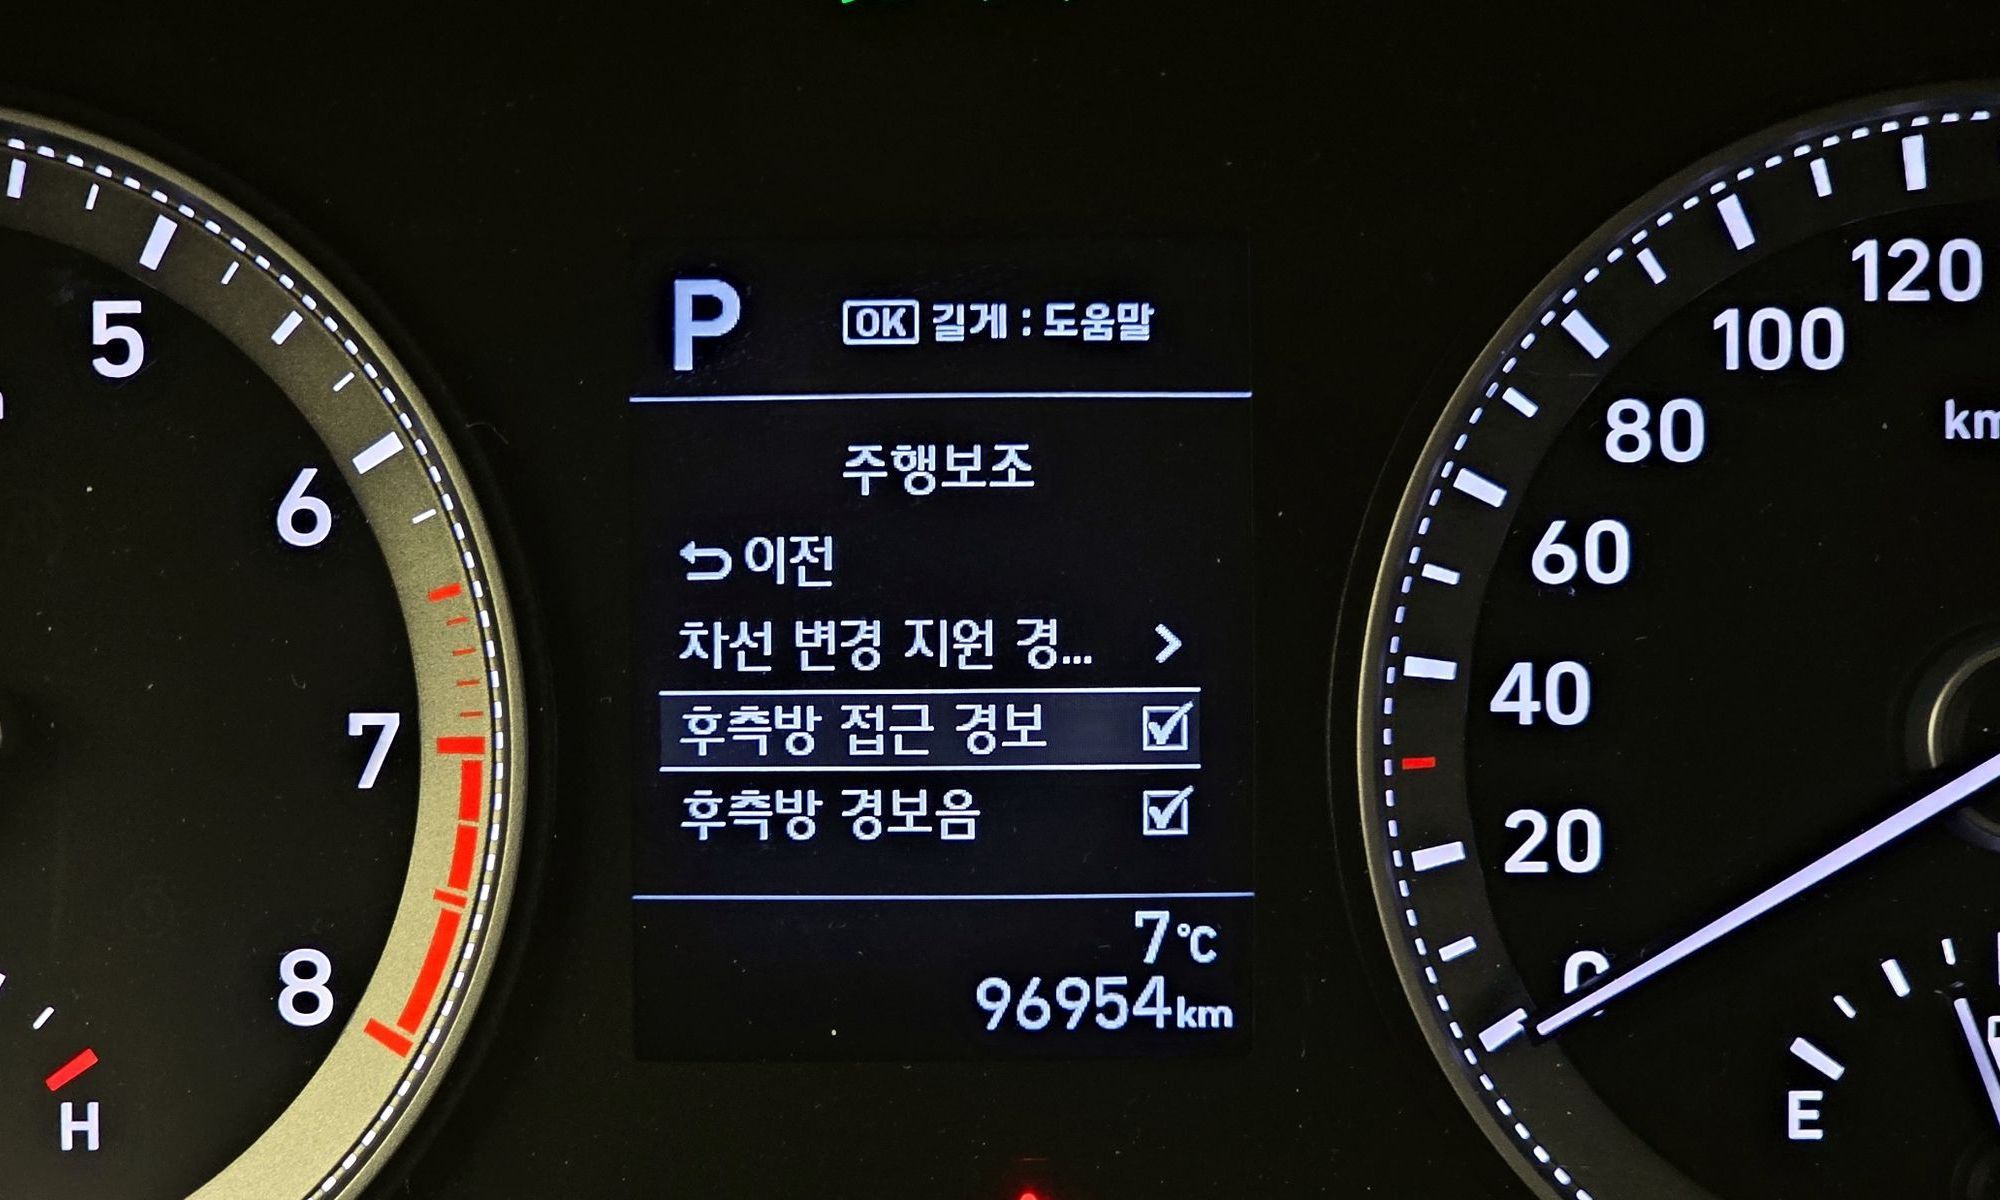 P
OK 길게 : 도움말
주행보조
이전
차선 변경 지원 경...
후측방 접근 경보
후측방 경보음
7℃
96954km
5
6
7
8
H
120
100
80
km
60
40
20
0
E